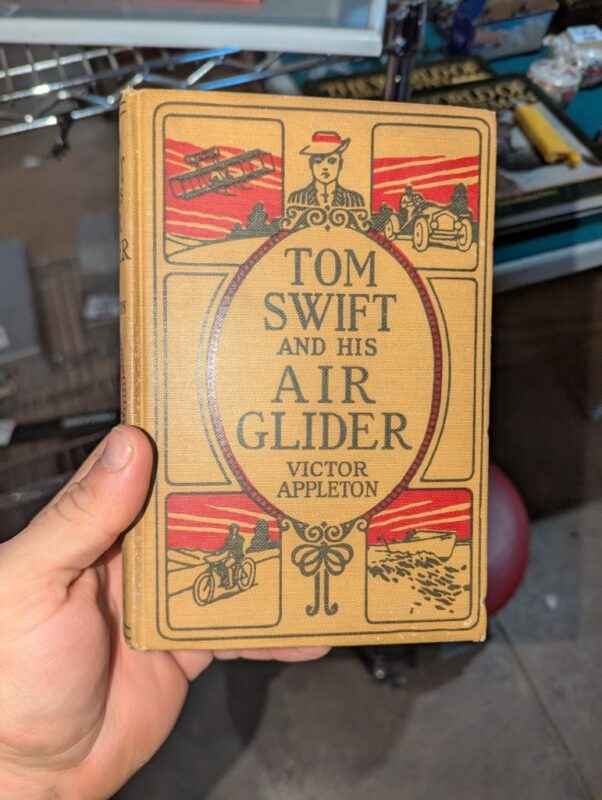 TOM
SWIFT
AND HIS
AIR
GLIDER
VICTOR
APPLETON